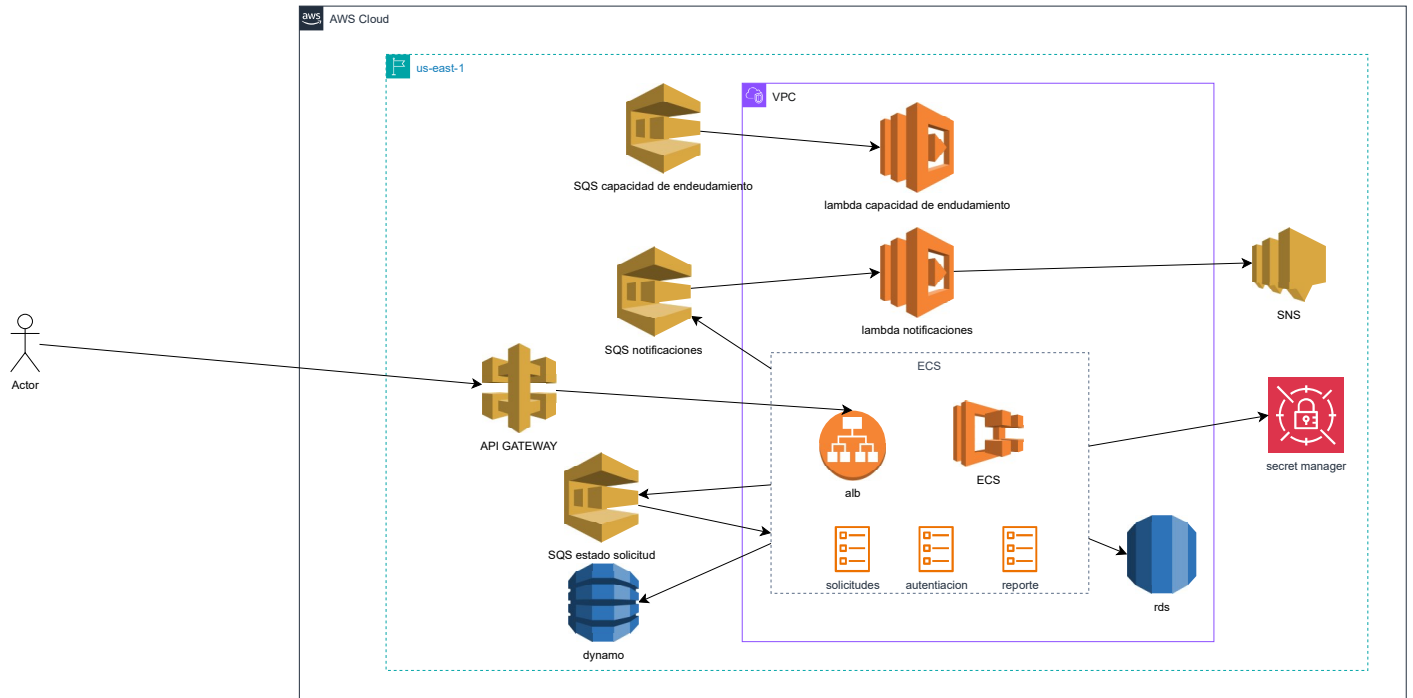 aws
AWS Cloud
us-east-1
VPC
SQS capacidad de endeudamiento
lambda capacidad de endudamiento
SQS notificaciones
lambda notificaciones
SNS
Actor
API GATEWAY
ECS
alb
ECS
secret manager
SQS estado solicitud
solicitudes
autentiacion
reporte
rds
dynamo